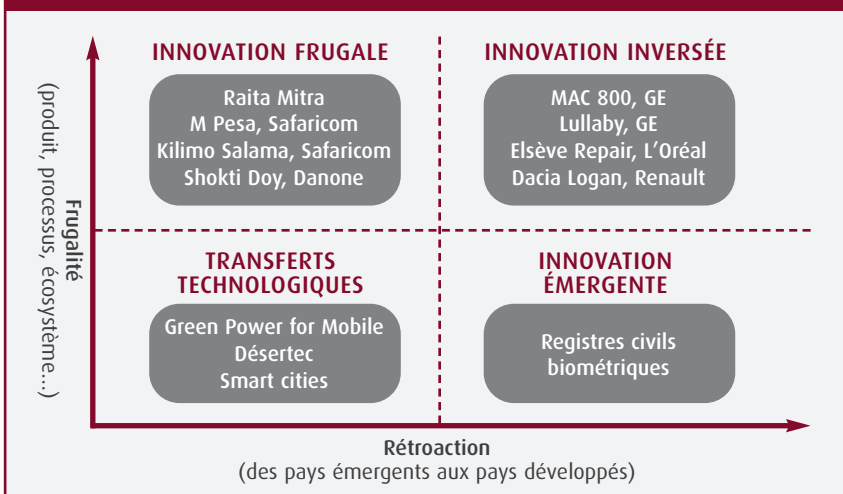 INNOVATION FRUGALE
Raita Mitra
M Pesa, Safaricom
Kilimo Salama, Safaricom
Shokti Doy, Danone
INNOVATION INVERSÉE
MAC 800, GE
Lullaby, GE
Elsève Repair, L'Oréal
Dacia Logan, Renault
Frugalité
(produit, processus, écosystème...)
TRANSFERTS
TECHNOLOGIQUES
Green Power for Mobile
Désertec
Smart cities
INNOVATION
ÉMERGENTE
Registres civils
biométriques
Rétroaction
(des pays émergents aux pays développés)